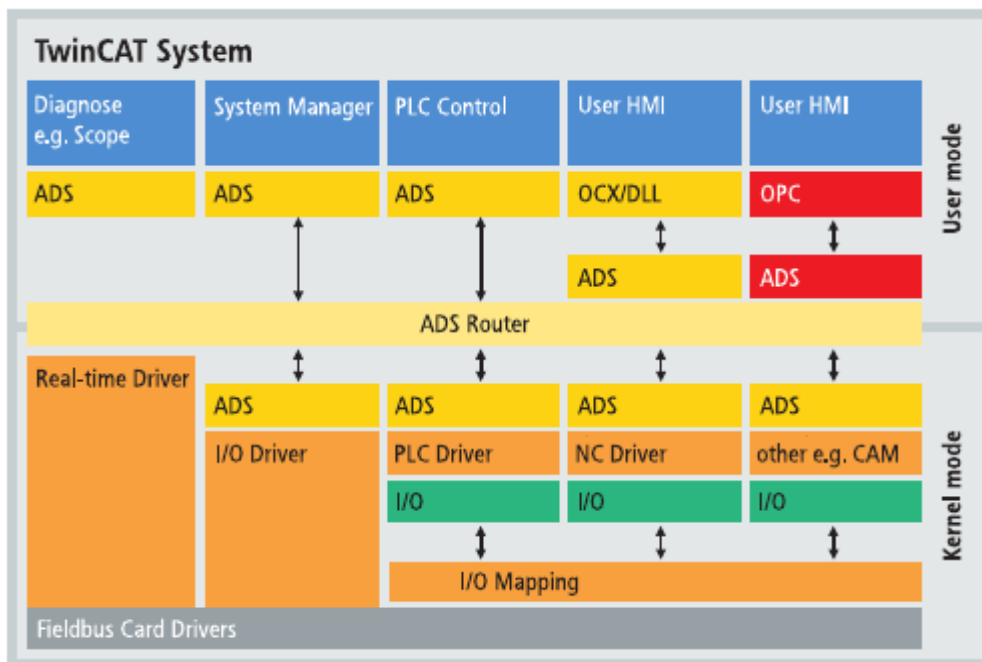 TwinCAT System
Diagnose
e.g. Scope
System Manager
PLC Control
User HMI
User HMI
ADS
ADS
ADS
OCX/DLL
OPC
ADS
ADS
User mode
ADS Router
Real-time Driver
ADS
ADS
ADS
ADS
I/O Driver
PLC Driver
NC Driver
other e.g. CAM
I/O
I/O
I/O
I/O Mapping
Kernel mode
Fieldbus Card Drivers